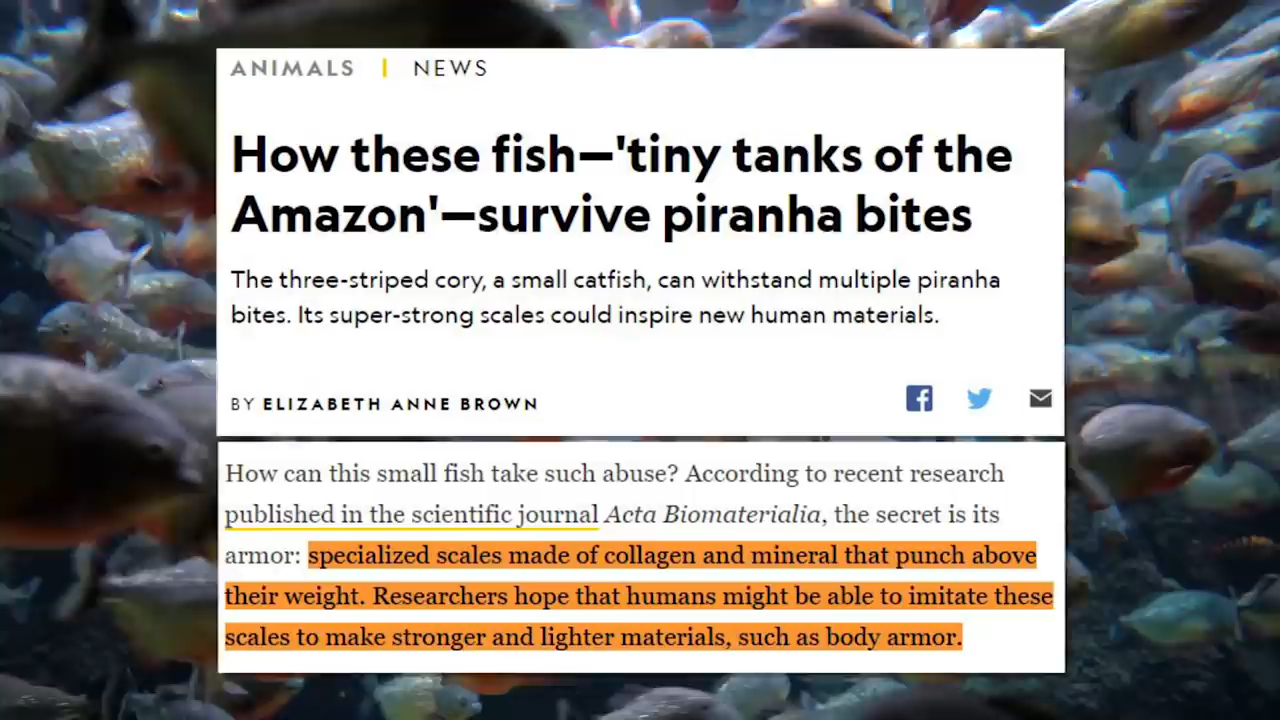 ANIMALS | NEWS
How these fish—'tiny tanks of the
Amazon'—survive piranha bites
The three-striped cory, a small catfish, can withstand multiple piranha
bites. Its super-strong scales could inspire new human materials.
BY ELIZABETH ANNE BROWN
How can this small fish take such abuse? According to recent research
published in the scientific journal Acta Biomaterialia, the secret is its
armor: specialized scales made of collagen and mineral that punch above
their weight. Researchers hope that humans might be able to imitate these
scales to make stronger and lighter materials, such as body armor.